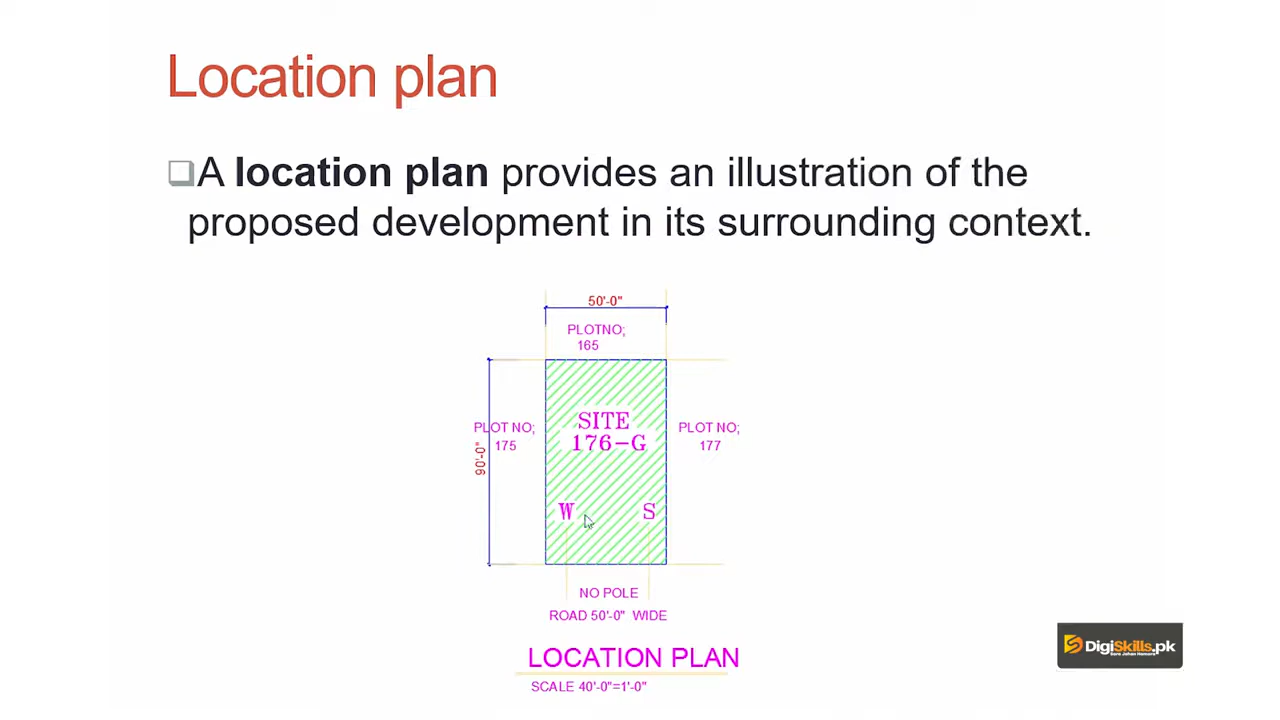 Location plan
A location plan provides an illustration of the
proposed development in its surrounding context.
50'-0"
PLOTNO;
165
SITE
176-G
PLOT NO;
175
PLOT NO;
177
90'-0"
W S
NO POLE
ROAD 50'-0" WIDE
LOCATION PLAN
SCALE 40'-0"=1'-0"
DigiSkills.pk